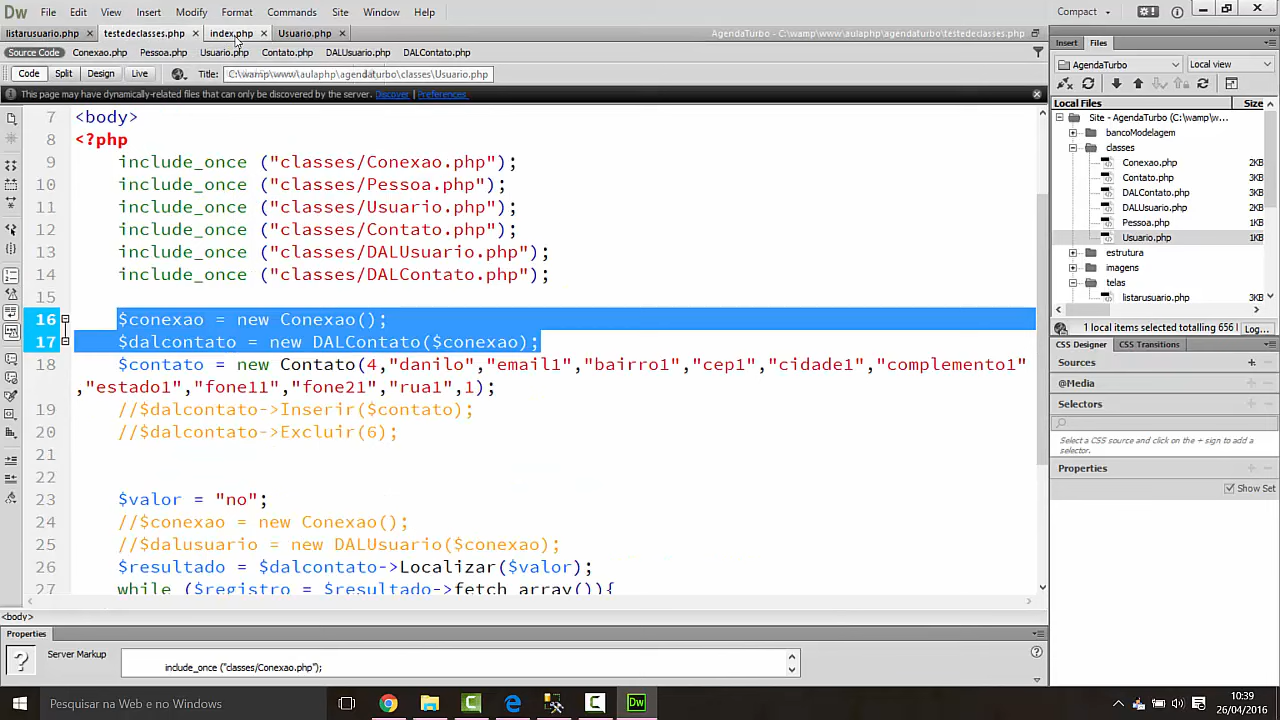 Dw File Edit View Insert Modify Format Commands Site Window Help Compact
listarusuario.php testedeclasses.php index.php Usuario.php AgendaTurbo - C:\wamp\www\aulaphp\agendaturbo\testedeclasses.php
Source Code Conexao.php Pessoa.php Usuario.php Contato.php DALUsuario.php DALContato.php
Code Split Design Live Title: C:\wamp\www\aulaphp\agendaturbo\classes\Usuario.php
This page may have dynamically-related files that can only be discovered by the server. Discover Preferences
7 <body>
8 <?php
9 include_once ("classes/Conexao.php");
10 include_once ("classes/Pessoa.php");
11 include_once ("classes/Usuario.php");
12 include_once ("classes/Contato.php");
13 include_once ("classes/DALUsuario.php");
14 include_once ("classes/DALContato.php");
15
16 $conexao = new Conexao();
17 $dalcontato = new DALContato($conexao);
18 $contato = new Contato(4,"danilo","email1","bairro1","cep1","cidade1","complemento1"
,"estado1","fone11","fone21","rua1",1);
19 //$dalcontato->Inserir($contato);
20 //$dalcontato->Excluir(6);
21
22
23 $valor = "no";
24 //$conexao = new Conexao();
25 //$dalusuario = new DALUsuario($conexao);
26 $resultado = $dalcontato->Localizar($valor);
27 while ($registro = $resultado->fetch_array()){
<body>
Properties
Server Markup include_once ("classes/Conexao.php");
Insert Files
AgendaTurbo Local view
Local Files Size
Site - AgendaTurbo (C:\wamp\w...
bancoModelagem
classes
Conexao.php 2KB
Contato.php 3KB
DALContato.php 3KB
DALUsuario.php 2KB
Pessoa.php 1KB
Usuario.php 1KB
estrutura
imagens
telas
listarusuario.php 3KB
1 local items selected totalling 656 l Log...
CSS Designer CSS Transitions
Sources
@Media
Selectors
Select a CSS source and click on the + sign to add a
selector.
Properties
Show Set
Pesquisar na Web e no Windows
Dw
10:39
26/04/2016